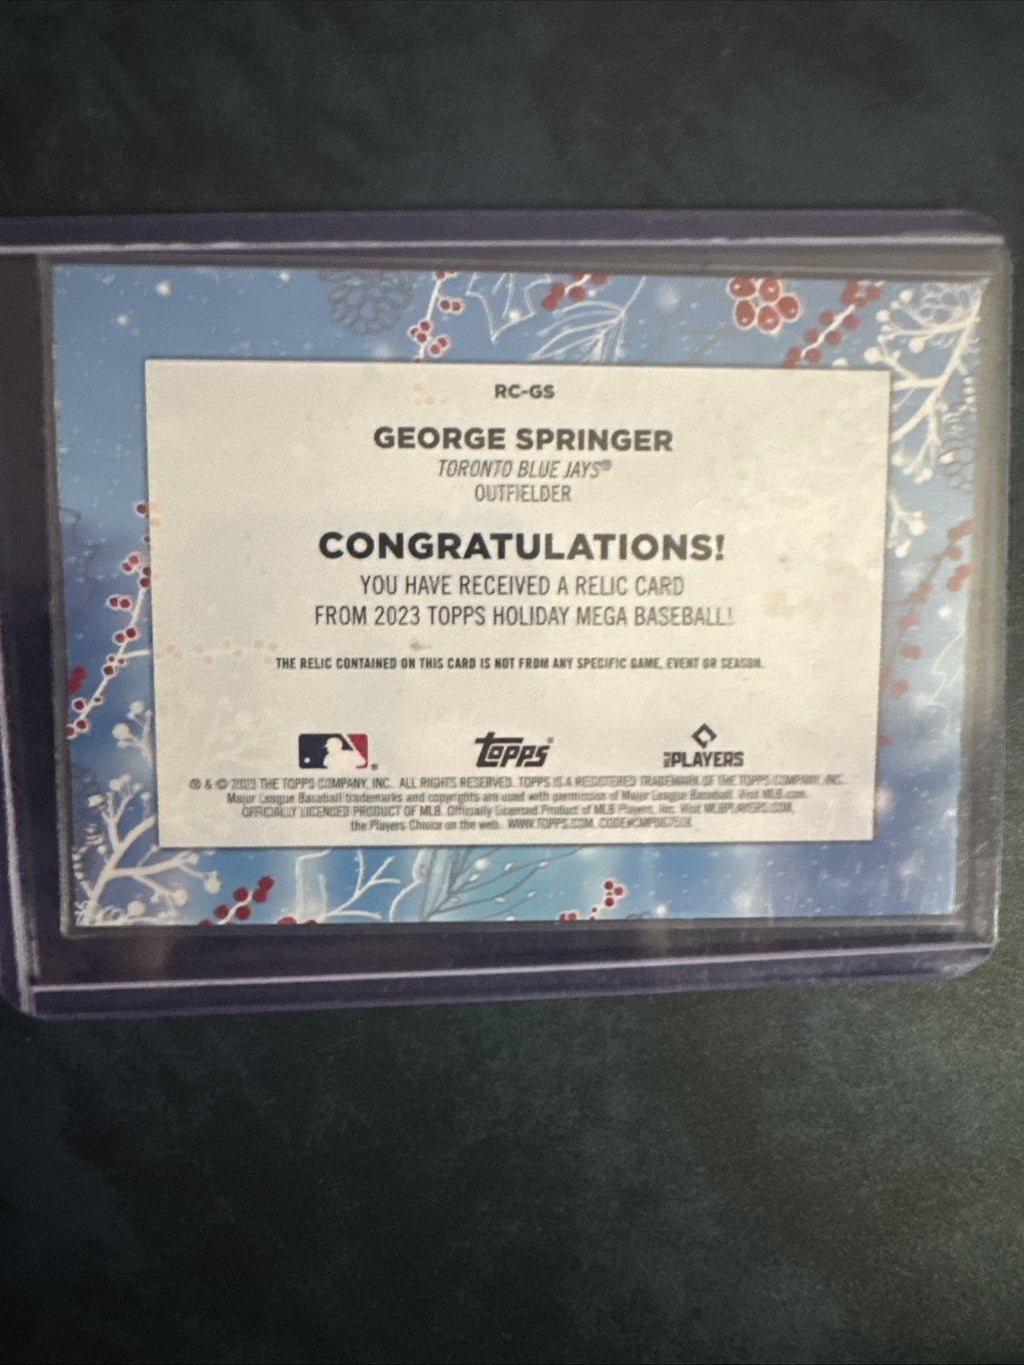 RC-GS
GEORGE SPRINGER
TORONTO BLUE JAYS®
OUTFIELDER
CONGRATULATIONS!
YOU HAVE RECEIVED A RELIC CARD
FROM 2023 TOPPS HOLIDAY MEGA BASEBALL!
THE RELIC CONTAINED ON THIS CARD IS NOT FROM ANY SPECIFIC GAME, EVENT OR SEASON.
Topps®
MLB PLAYERS
® & © 2023 THE TOPPS COMPANY, INC. ALL RIGHTS RESERVED. TOPPS IS A REGISTERED TRADEMARK OF THE TOPPS COMPANY, INC.
Major League Baseball trademarks and copyrights are used with permission of Major League Baseball. Visit MLB.com.
OFFICIALLY LICENSED PRODUCT OF MLB. Officially Licensed Product of MLB Players, Inc. Visit MLBPLAYERS.COM,
the Players Choice on the web. WWW.TOPPS.COM.